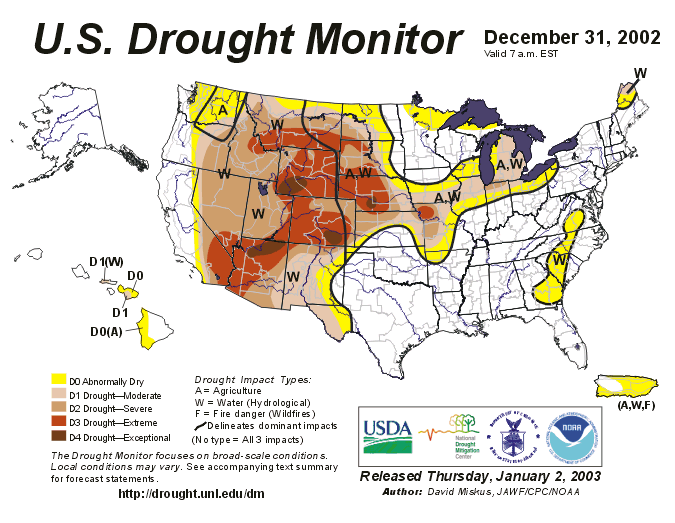 U.S. Drought Monitor
December 31, 2002
Valid 7 a.m. EST
W
A
W
W
A,W
A,W
A,W
W
W
W
D1(W)
D0
D1
D0(A)
(A,W,F)
D0 Abnormally Dry
D1 Drought—Moderate
D2 Drought—Severe
D3 Drought—Extreme
D4 Drought—Exceptional
Drought Impact Types:
A = Agriculture
W = Water (Hydrological)
F = Fire danger (Wildfires)
Delineates dominant impacts
(No type = All 3 impacts)
The Drought Monitor focuses on broad-scale conditions.
Local conditions may vary. See accompanying text summary
for forecast statements.
http://drought.unl.edu/dm
USDA
National
Drought
Mitigation
Center
NOAA
Released Thursday, January 2, 2003
Author: David Miskus, JAWF/CPC/NOAA